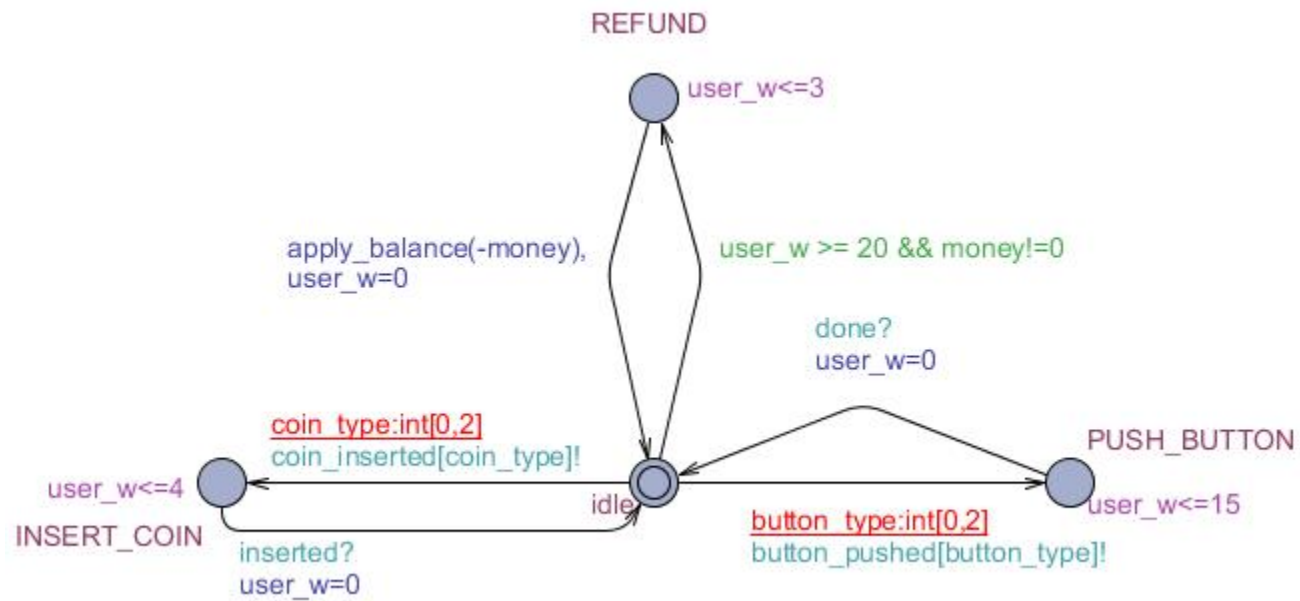 REFUND
user_w<=3
apply_balance(-money),
user_w=0
user_w >= 20 && money!=0
done?
user_w=0
coin_type:int[0,2]
coin_inserted[coin_type]!
PUSH_BUTTON
user_w<=4
idle
user_w<=15
INSERT_COIN
button_type:int[0,2]
button_pushed[button_type]!
inserted?
user_w=0